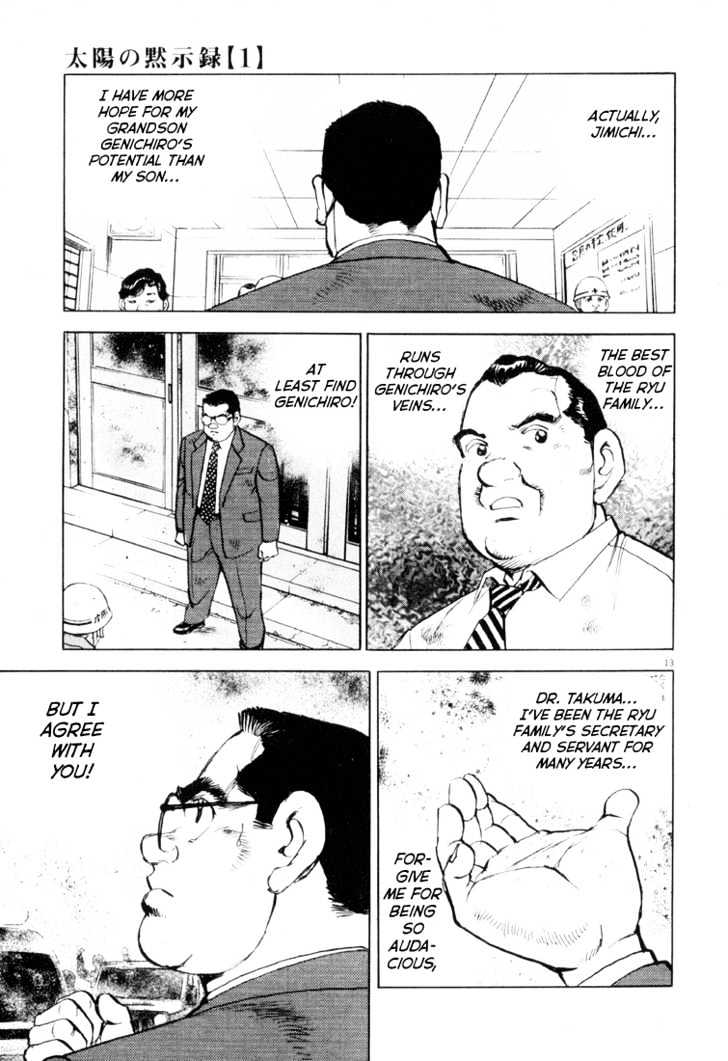 太陽の黙示録【1】
ACTUALLY,
JIMICHI...
I HAVE MORE
HOPE FOR MY
GRANDSON
GENICHIRO'S
POTENTIAL THAN
MY SON...
THE BEST
BLOOD OF
THE RYU
FAMILY...
RUNS
THROUGH
GENICHIRO'S
VEINS...
AT
LEAST FIND
GENICHIRO!
13
DR. TAKUMA...
I'VE BEEN THE RYU
FAMILY'S SECRETARY
AND SERVANT FOR
MANY YEARS...
FOR-
GIVE
ME FOR
BEING
SO
AUDA-
CIOUS,
BUT I
AGREE
WITH
YOU!